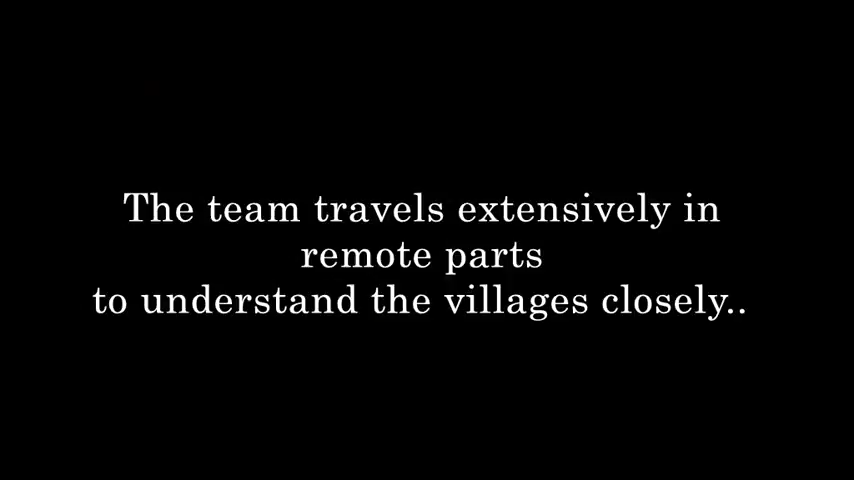 The team travels extensively in
remote parts
to understand the villages closely..